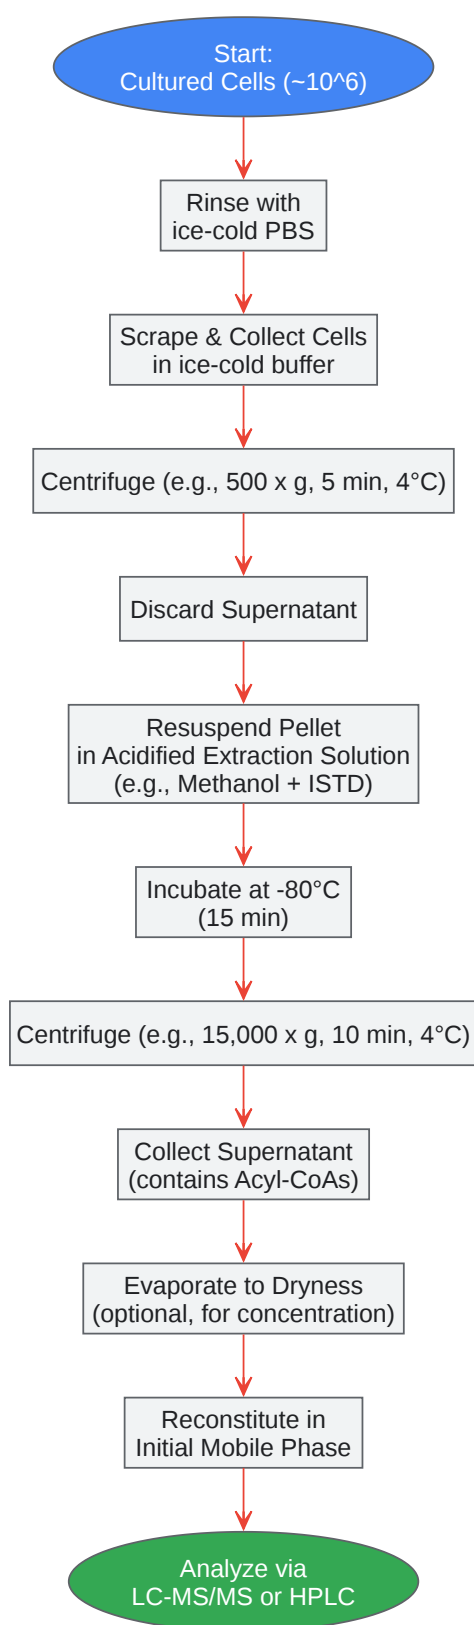 Start:
Cultured Cells (~10^6)
Rinse with
ice-cold PBS
Scrape & Collect Cells
in ice-cold buffer
Centrifuge (e.g., 500 x g, 5 min, 4°C)
Discard Supernatant
Resuspend Pellet
in Acidified Extraction Solution
(e.g., Methanol + ISTD)
Incubate at -80°C
(15 min)
Centrifuge (e.g., 15,000 x g, 10 min, 4°C)
Collect Supernatant
(contains Acyl-CoAs)
Evaporate to Dryness
(optional, for concentration)
Reconstitute in
Initial Mobile Phase
Analyze via
LC-MS/MS or HPLC